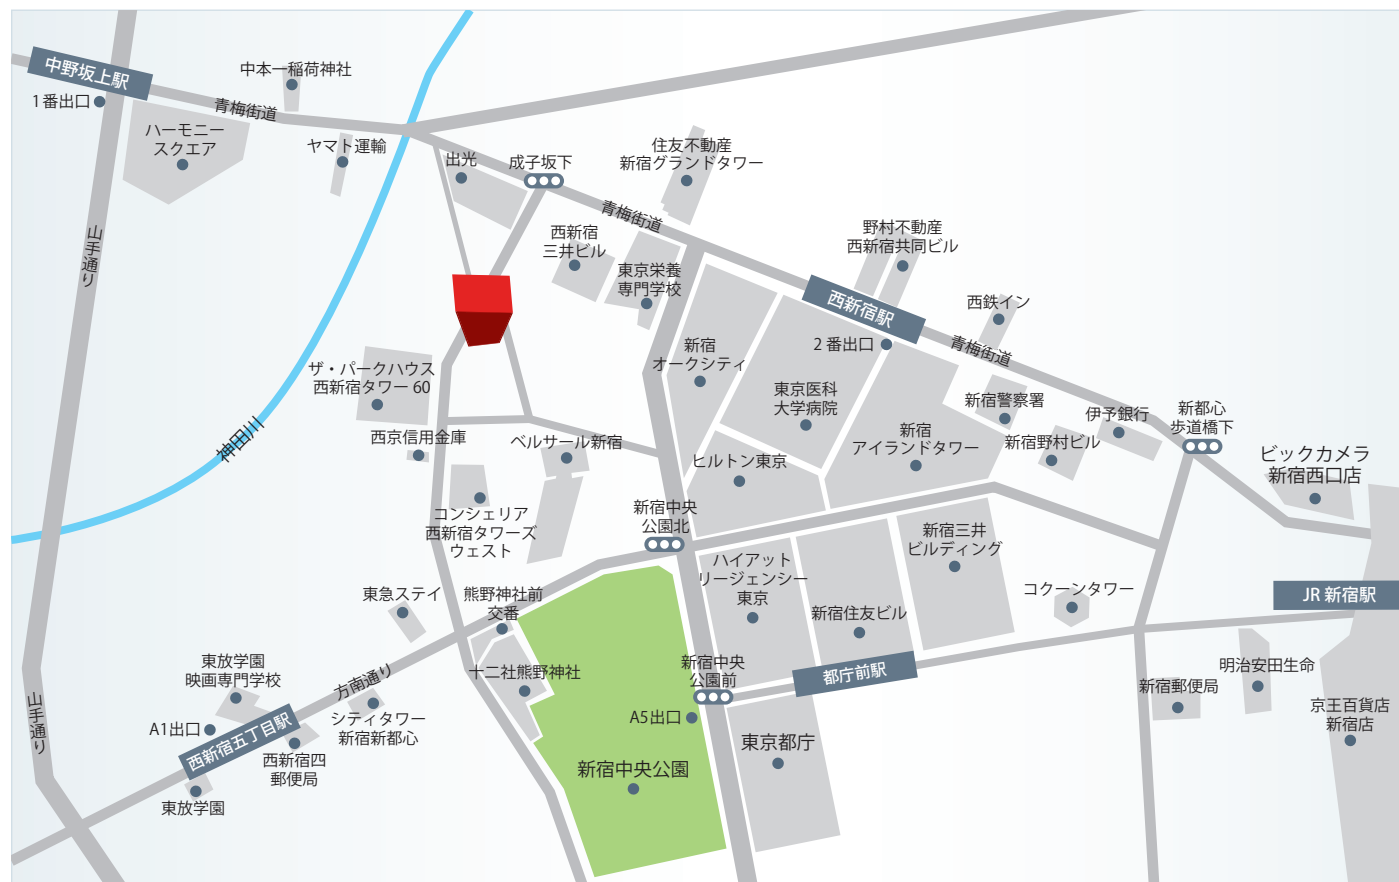 中野坂上駅
1番出口
中本一稲荷神社
青梅街道
ハーモニー
スクエア
ヤマト運輸
出光
成子坂下
住友不動産
新宿グランドタワー
青梅街道
山手通り
西新宿
三井ビル
東京栄養
専門学校
野村不動産
西新宿共同ビル
西新宿駅
西鉄イン
2番出口
青梅街道
新宿
オークシティ
東京医科
大学病院
ザ・パークハウス
西新宿タワー60
新宿警察署
伊予銀行
新都心
歩道橋下
神田川
西京信用金庫
ベルサール新宿
新宿
アイランドタワー
新宿野村ビル
ヒルトン東京
ビックカメラ
新宿西口店
コンシェリア
西新宿タワーズ
ウェスト
新宿中央
公園北
新宿三井
ビルディング
ハイアット
リージェンシー
東京
東急ステイ
熊野神社前
交番
新宿住友ビル
コクーンタワー
JR新宿駅
東放学園
映画専門学校
方南通り
十二社熊野神社
新宿中央
公園前
都庁前駅
明治安田生命
新宿郵便局
京王百貨店
新宿店
山手通り
A1出口
西新宿五丁目駅
シティタワー
新宿新都心
A5出口
西新宿四
郵便局
東京都庁
新宿中央公園
東放学園